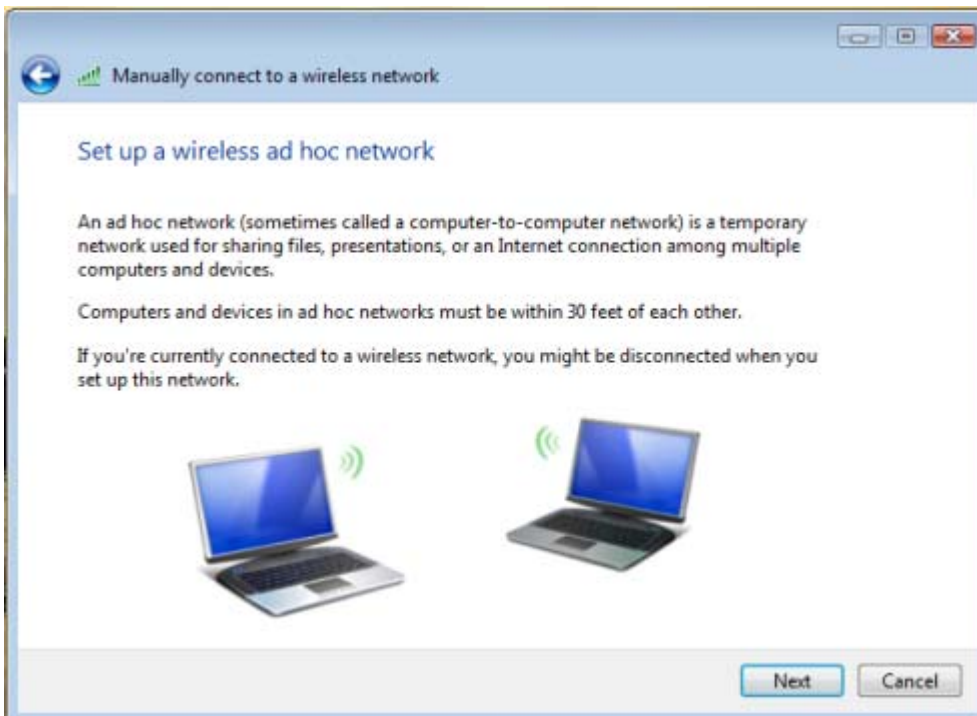 Manually connect to a wireless network
Set up a wireless ad hoc network
An ad hoc network (sometimes called a computer-to-computer network) is a temporary
network used for sharing files, presentations, or an Internet connection among multiple
computers and devices.
Computers and devices in ad hoc networks must be within 30 feet of each other.
If you're currently connected to a wireless network, you might be disconnected when you
set up this network.
Next
Cancel